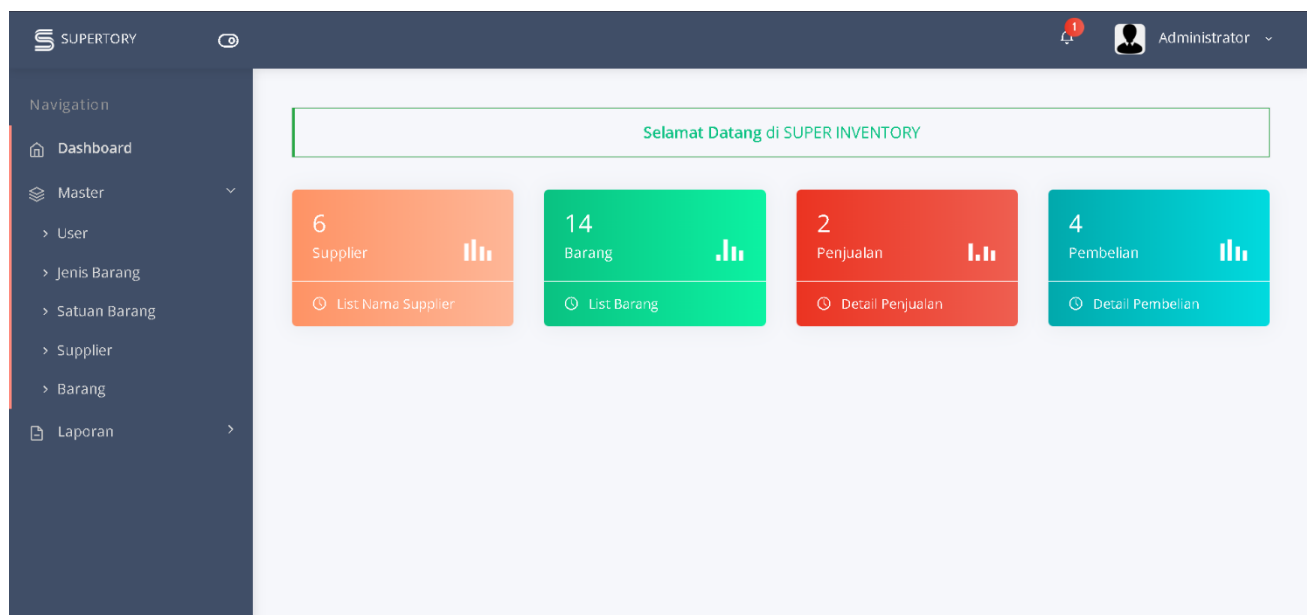 SUPERTORY
1
Administrator
Navigation
Dashboard
Master
User
Jenis Barang
Satuan Barang
Supplier
Barang
Laporan
Selamat Datang di SUPER INVENTORY
6
Supplier
List Nama Supplier
14
Barang
List Barang
2
Penjualan
Detail Penjualan
4
Pembelian
Detail Pembelian